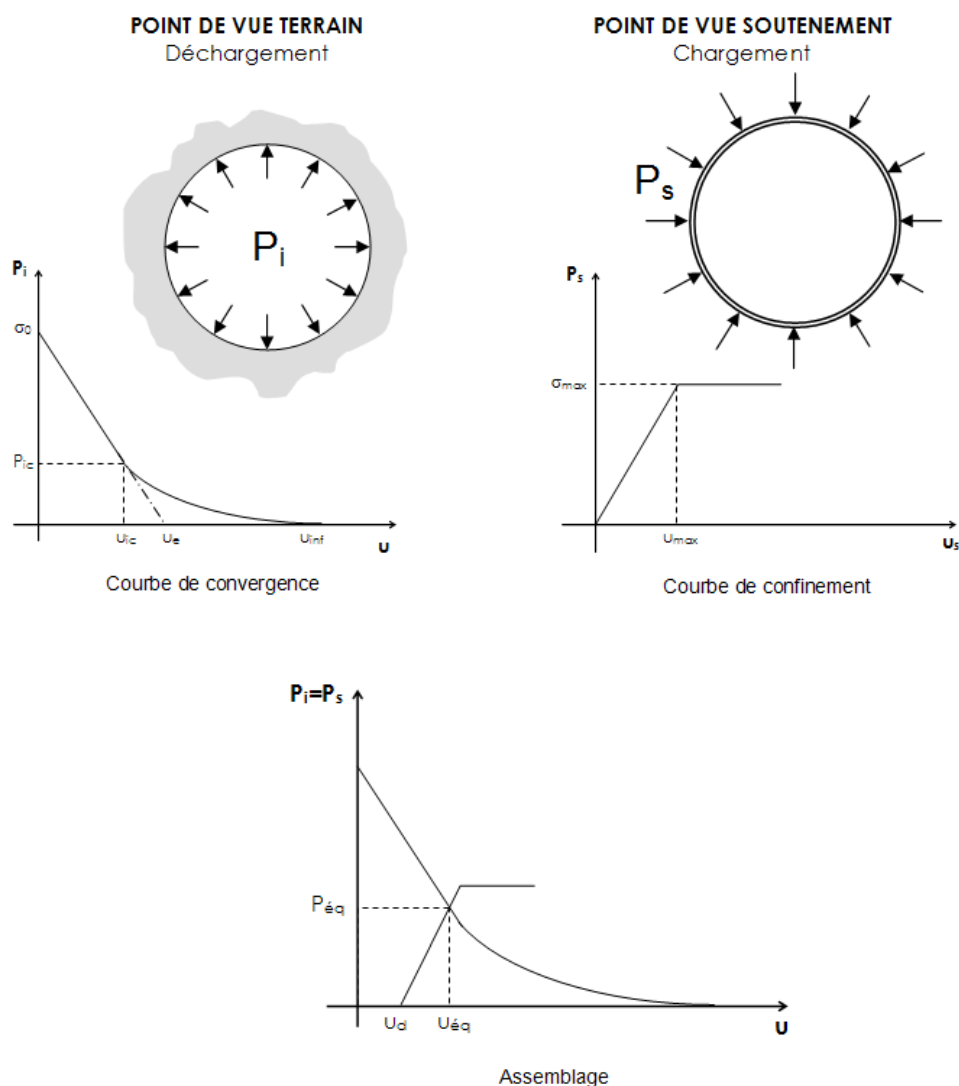 POINT DE VUE TERRAIN
Déchargement
POINT DE VUE SOUTENEMENT
Chargement
Pi
Ps
Pi
σ0
Pic
uic
ue
uinf
u
Courbe de convergence
Ps
σmax
umax
us
Courbe de confinement
Pi=Ps
Péq
ud
uéq
u
Assemblage